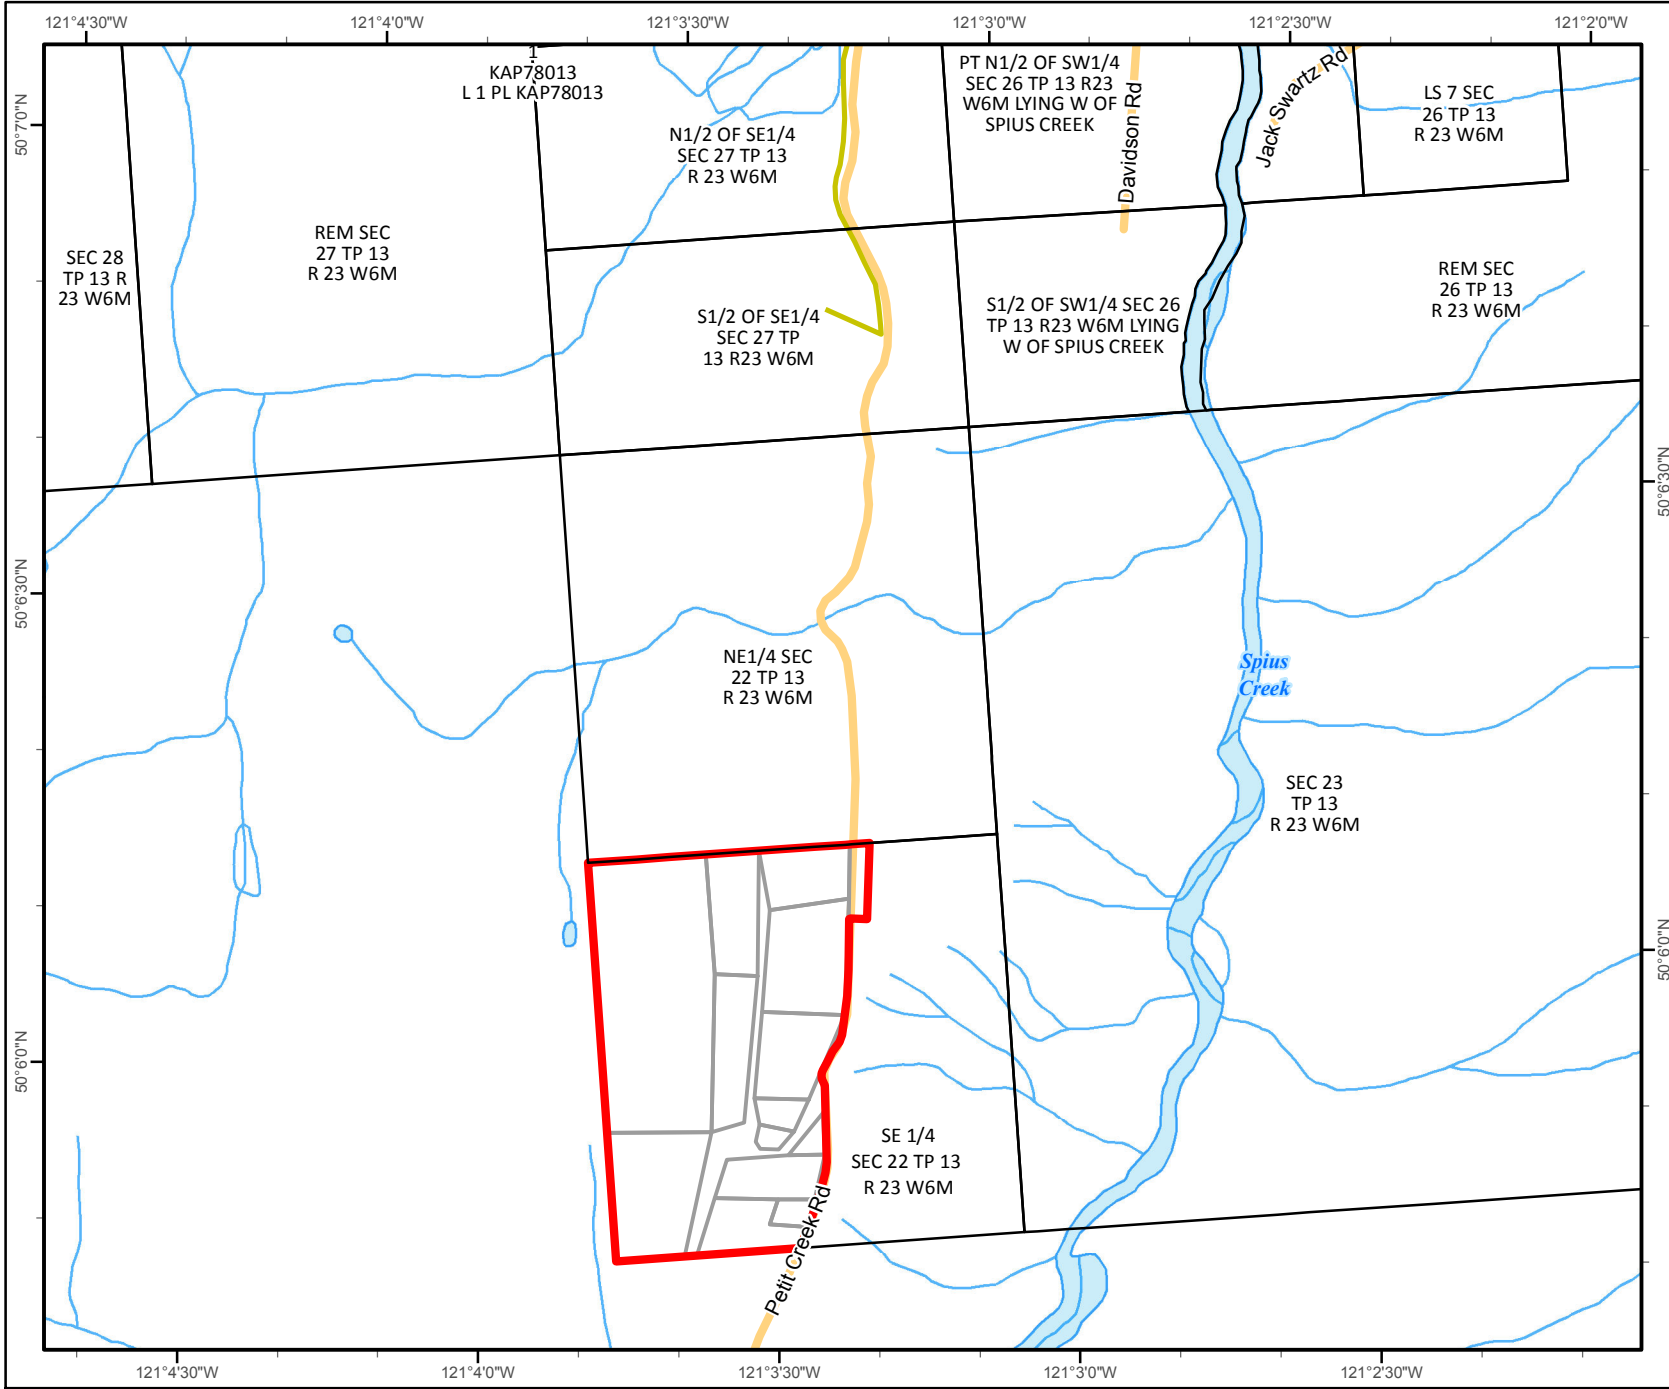 121°4'30"W
121°4'0"W
121°3'30"W
121°3'0"W
121°2'30"W
121°2'0"W
50°7'0"N
50°6'30"N
50°6'0"N
1
KAP78013
L 1 PL KAP78013
N1/2 OF SE1/4
SEC 27 TP 13
R 23 W6M
PT N1/2 OF SW1/4
SEC 26 TP 13 R23
W6M LYING W OF
SPIUS CREEK
Davidson Rd
Jack Swartz Rd
LS 7 SEC
26 TP 13
R 23 W6M
SEC 28
TP 13 R
23 W6M
REM SEC
27 TP 13
R 23 W6M
S1/2 OF SE1/4
SEC 27 TP
13 R23 W6M
S1/2 OF SW1/4 SEC 26
TP 13 R23 W6M LYING
W OF SPIUS CREEK
REM SEC
26 TP 13
R 23 W6M
NE1/4 SEC
22 TP 13
R 23 W6M
Spius
Creek
SEC 23
TP 13
R 23 W6M
SE 1/4
SEC 22 TP 13
R 23 W6M
Petit Creek Rd
50°6'30"N
50°6'0"N
121°4'30"W
121°4'0"W
121°3'30"W
121°3'0"W
121°2'30"W